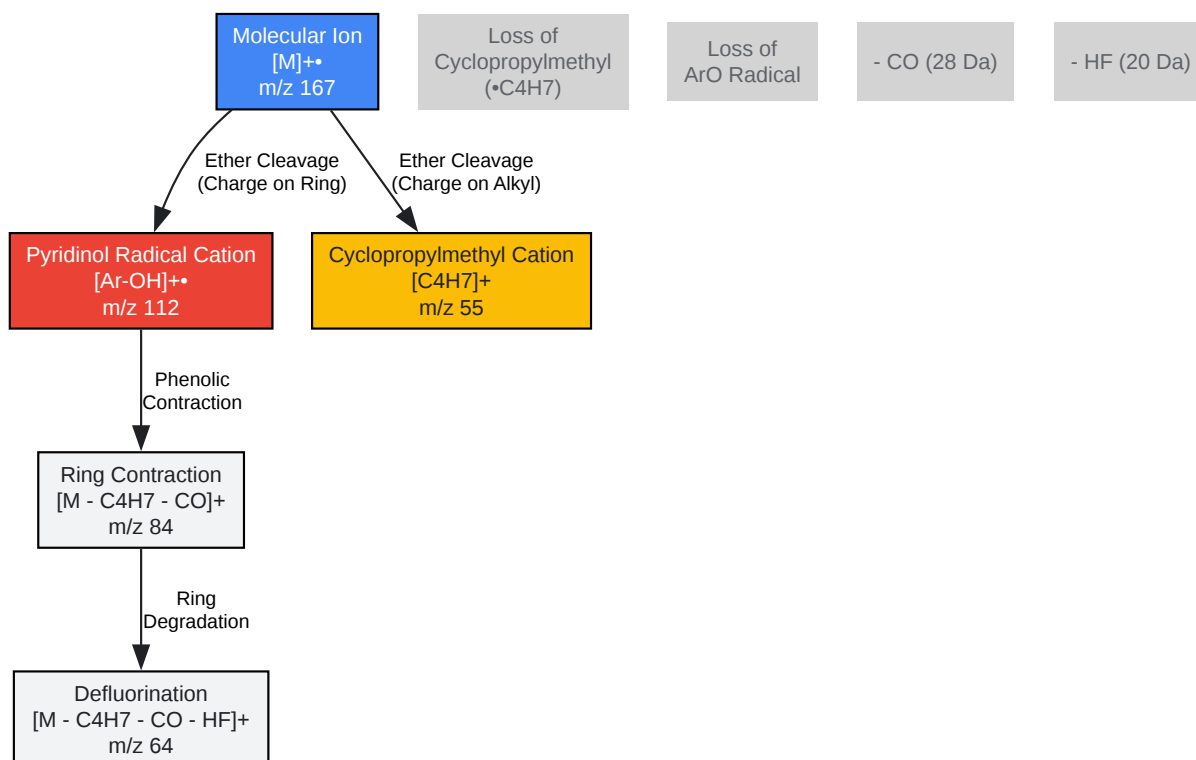 Molecular Ion
[M]+•
m/z 167
Loss of
Cyclopropylmethyl
(•C4H7)
Loss of
ArO Radical
- CO (28 Da)
- HF (20 Da)
Ether Cleavage
(Charge on Ring)
Ether Cleavage
(Charge on Alkyl)
Pyridinol Radical Cation
[Ar-OH]+•
m/z 112
Cyclopropylmethyl Cation
[C4H7]+
m/z 55
Phenolic
Contraction
Ring Contraction
[M - C4H7 - CO]+
m/z 84
Ring
Degradation
Defluorination
[M - C4H7 - CO - HF]+
m/z 64